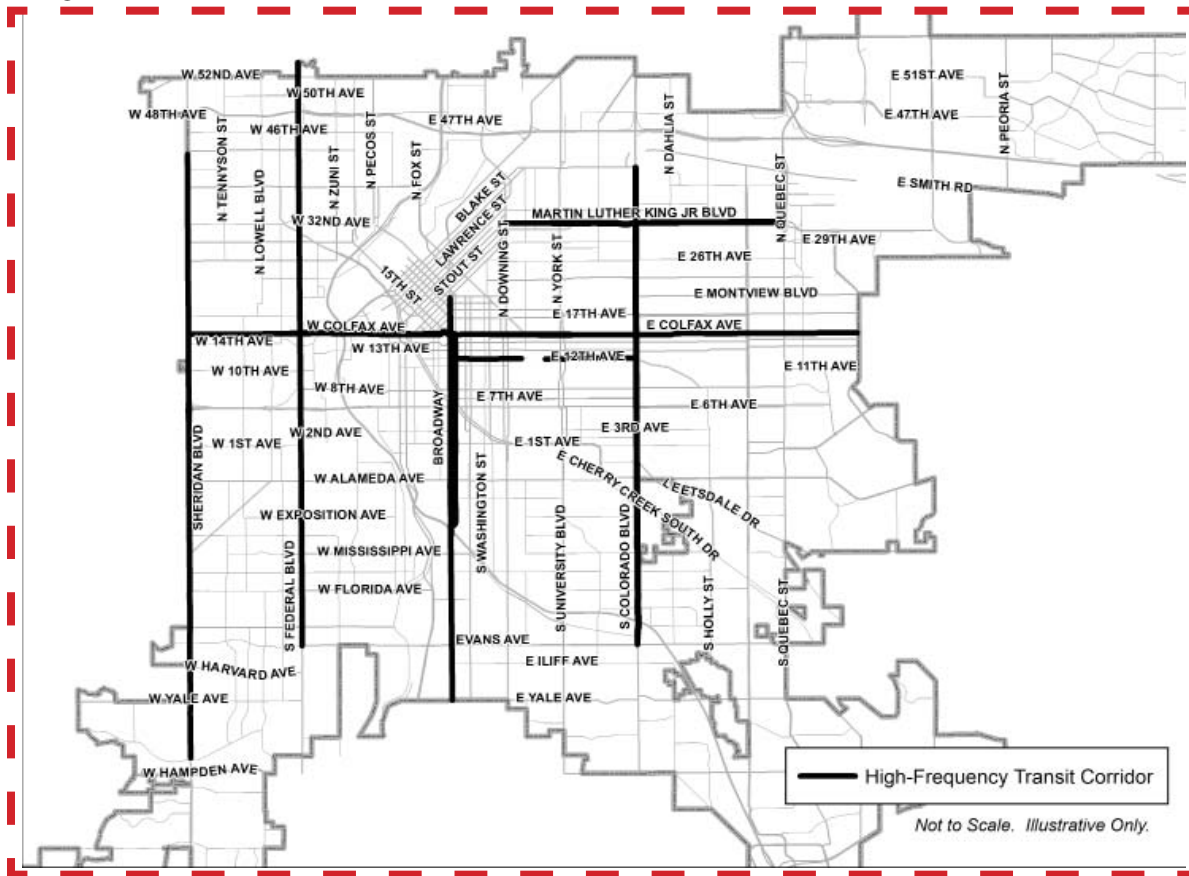 W 52ND AVE
E 51ST AVE
W 50TH AVE
W 48TH AVE
E 47TH AVE
E 47TH AVE
W 46TH AVE
N DAHLIA ST
N PEORIA ST
N TENNYSON ST
N LOWELL BLVD
N ZUNI ST
N PECOS ST
N FOX ST
BLAKE ST
LAWRENCE ST
STOUT ST
15TH ST
E SMITH RD
N QUEBEC ST
W 32ND AVE
MARTIN LUTHER KING JR BLVD
E 29TH AVE
N DOWNING ST
N YORK ST
E 26TH AVE
E MONTVIEW BLVD
E 17TH AVE
W COLFAX AVE
E COLFAX AVE
W 14TH AVE
W 13TH AVE
E 12TH AVE
E 11TH AVE
W 10TH AVE
W 8TH AVE
E 7TH AVE
E 6TH AVE
W 2ND AVE
W 1ST AVE
E 3RD AVE
E 1ST AVE
BROADWAY
SHERIDAN BLVD
E CHERRY CREEK SOUTH DR
LEETSDALE DR
W ALAMEDA AVE
S WASHINGTON ST
W EXPOSITION AVE
S FEDERAL BLVD
W MISSISSIPPI AVE
S UNIVERSITY BLVD
S COLORADO BLVD
W FLORIDA AVE
S HOLLY ST
S QUEBEC ST
EVANS AVE
W HARVARD AVE
E ILIFF AVE
W YALE AVE
E YALE AVE
W HAMPDEN AVE
High-Frequency Transit Corridor
Not to Scale. Illustrative Only.